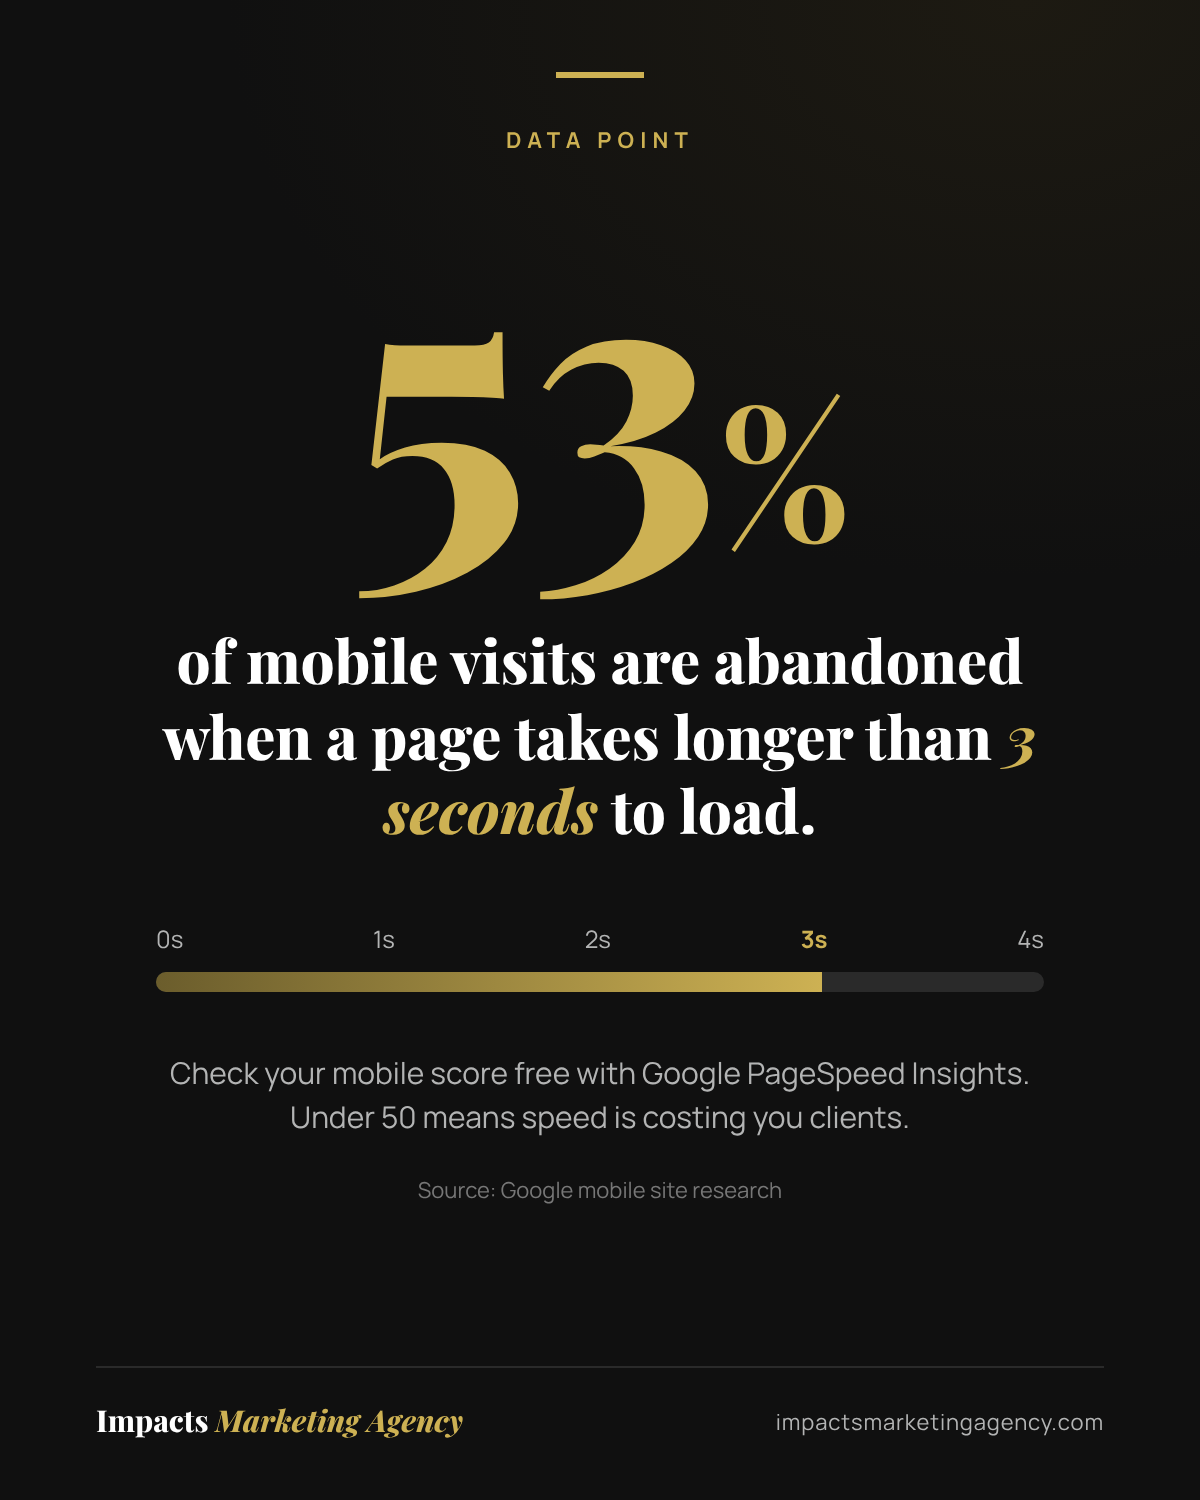 DATA POINT
53%
of mobile visits are abandoned
when a page takes longer than 3
seconds to load.
0s 1s 2s 3s 4s
Check your mobile score free with Google PageSpeed Insights.
Under 50 means speed is costing you clients.
Source: Google mobile site research
Impacts Marketing Agency
impactsmarketingagency.com